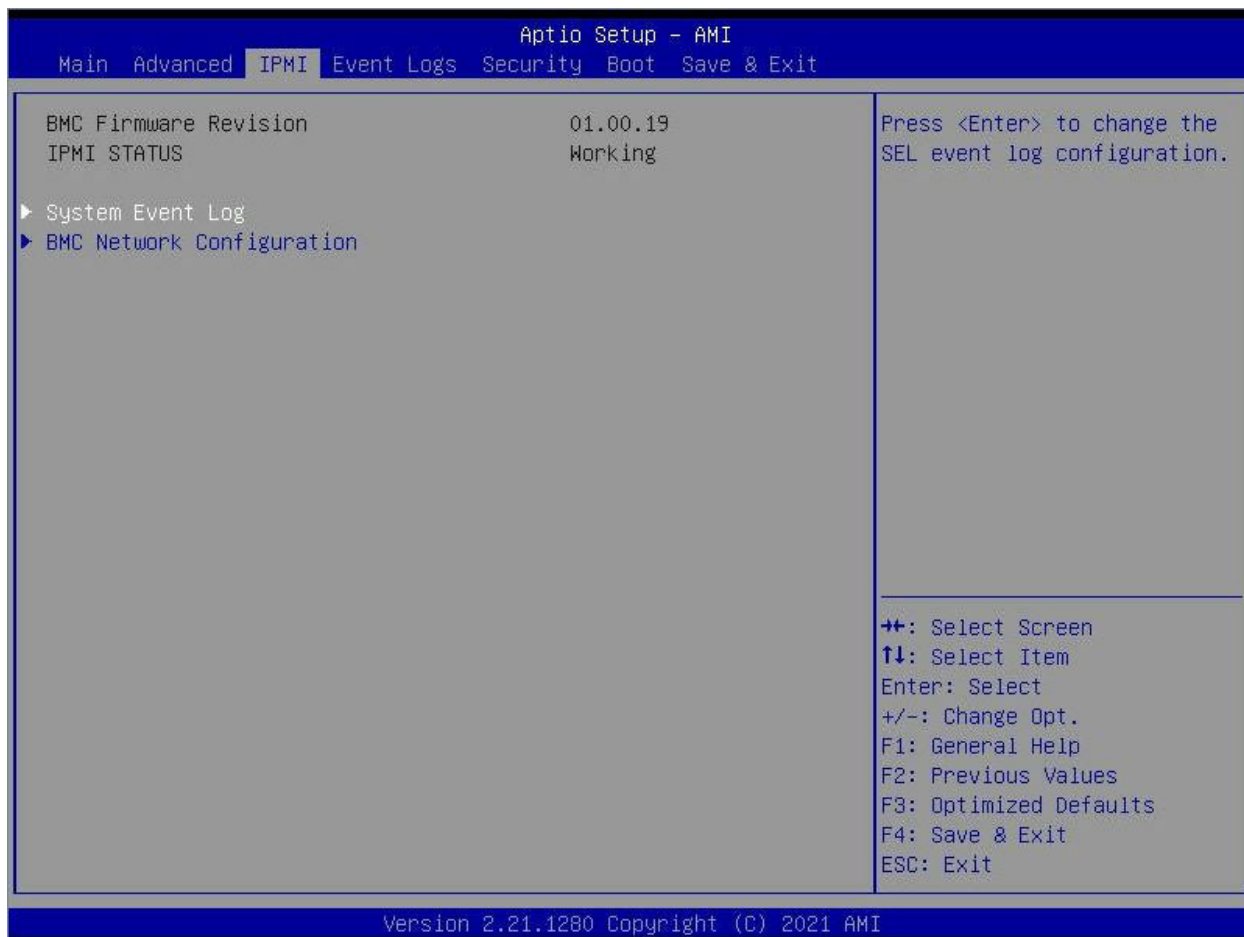 Aptio Setup – AMI
Main Advanced IPMI Event Logs Security Boot Save & Exit
BMC Firmware Revision 01.00.19
IPMI STATUS Working
▶ System Event Log
▶ BMC Network Configuration
Press <Enter> to change the
SEL event log configuration.
→←: Select Screen
↑↓: Select Item
Enter: Select
+/-: Change Opt.
F1: General Help
F2: Previous Values
F3: Optimized Defaults
F4: Save & Exit
ESC: Exit
Version 2.21.1280 Copyright (C) 2021 AMI